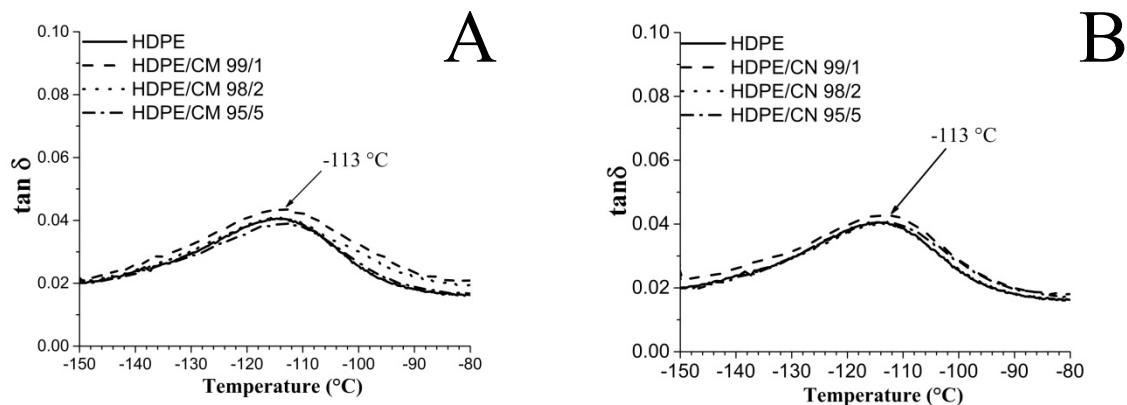 A
HDPE
HDPE/CM 99/1
HDPE/CM 98/2
HDPE/CM 95/5
-113 °C
tan δ
0.10
0.08
0.06
0.04
0.02
0.00
-150 -140 -130 -120 -110 -100 -90 -80
Temperature (°C)
B
HDPE
HDPE/CN 99/1
HDPE/CN 98/2
HDPE/CN 95/5
-113 °C
tanδ
0.10
0.08
0.06
0.04
0.02
0.00
-150 -140 -130 -120 -110 -100 -90 -80
Temperature (°C)